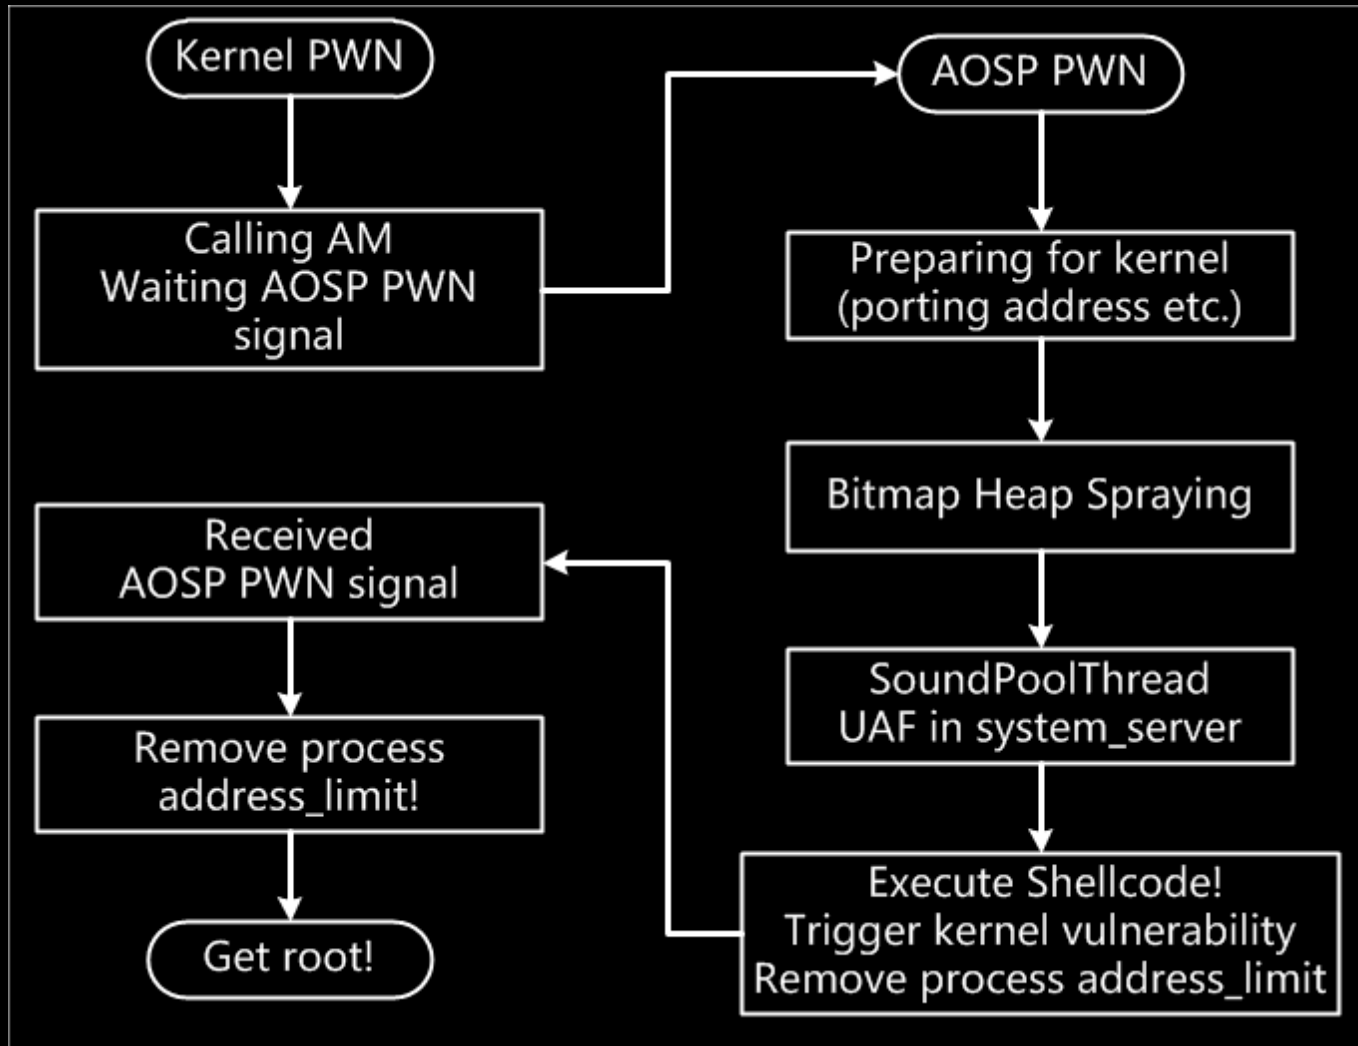 Kernel PWN
Calling AM
Waiting AOSP PWN
signal
AOSP PWN
Preparing for kernel
(porting address etc.)
Bitmap Heap Spraying
SoundPoolThread
UAF in system_server
Execute Shellcode!
Trigger kernel vulnerability
Remove process address_limit
Received
AOSP PWN signal
Remove process
address_limit!
Get root!